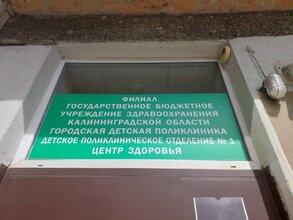 ФИЛИАЛ
ГОСУДАРСТВЕННОЕ БЮДЖЕТНОЕ
УЧРЕЖДЕНИЕ ЗДРАВООХРАНЕНИЯ
КАЛИНИНГРАДСКОЙ ОБЛАСТИ
ГОРОДСКАЯ ДЕТСКАЯ ПОЛИКЛИНИКА
ДЕТСКОЕ ПОЛИКЛИНИЧЕСКОЕ ОТДЕЛЕНИЕ № 1
ЦЕНТР ЗДОРОВЬЯ